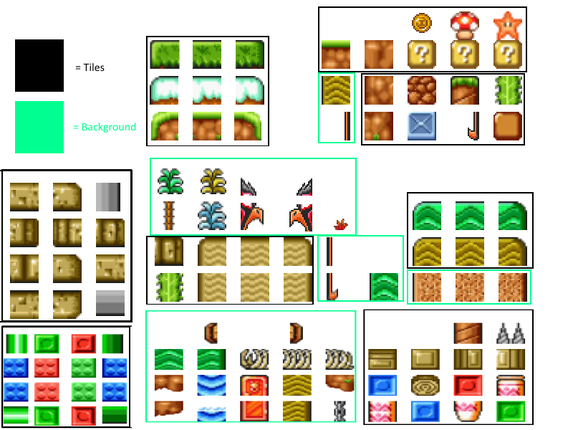 = Tiles
= Background
? ? ?